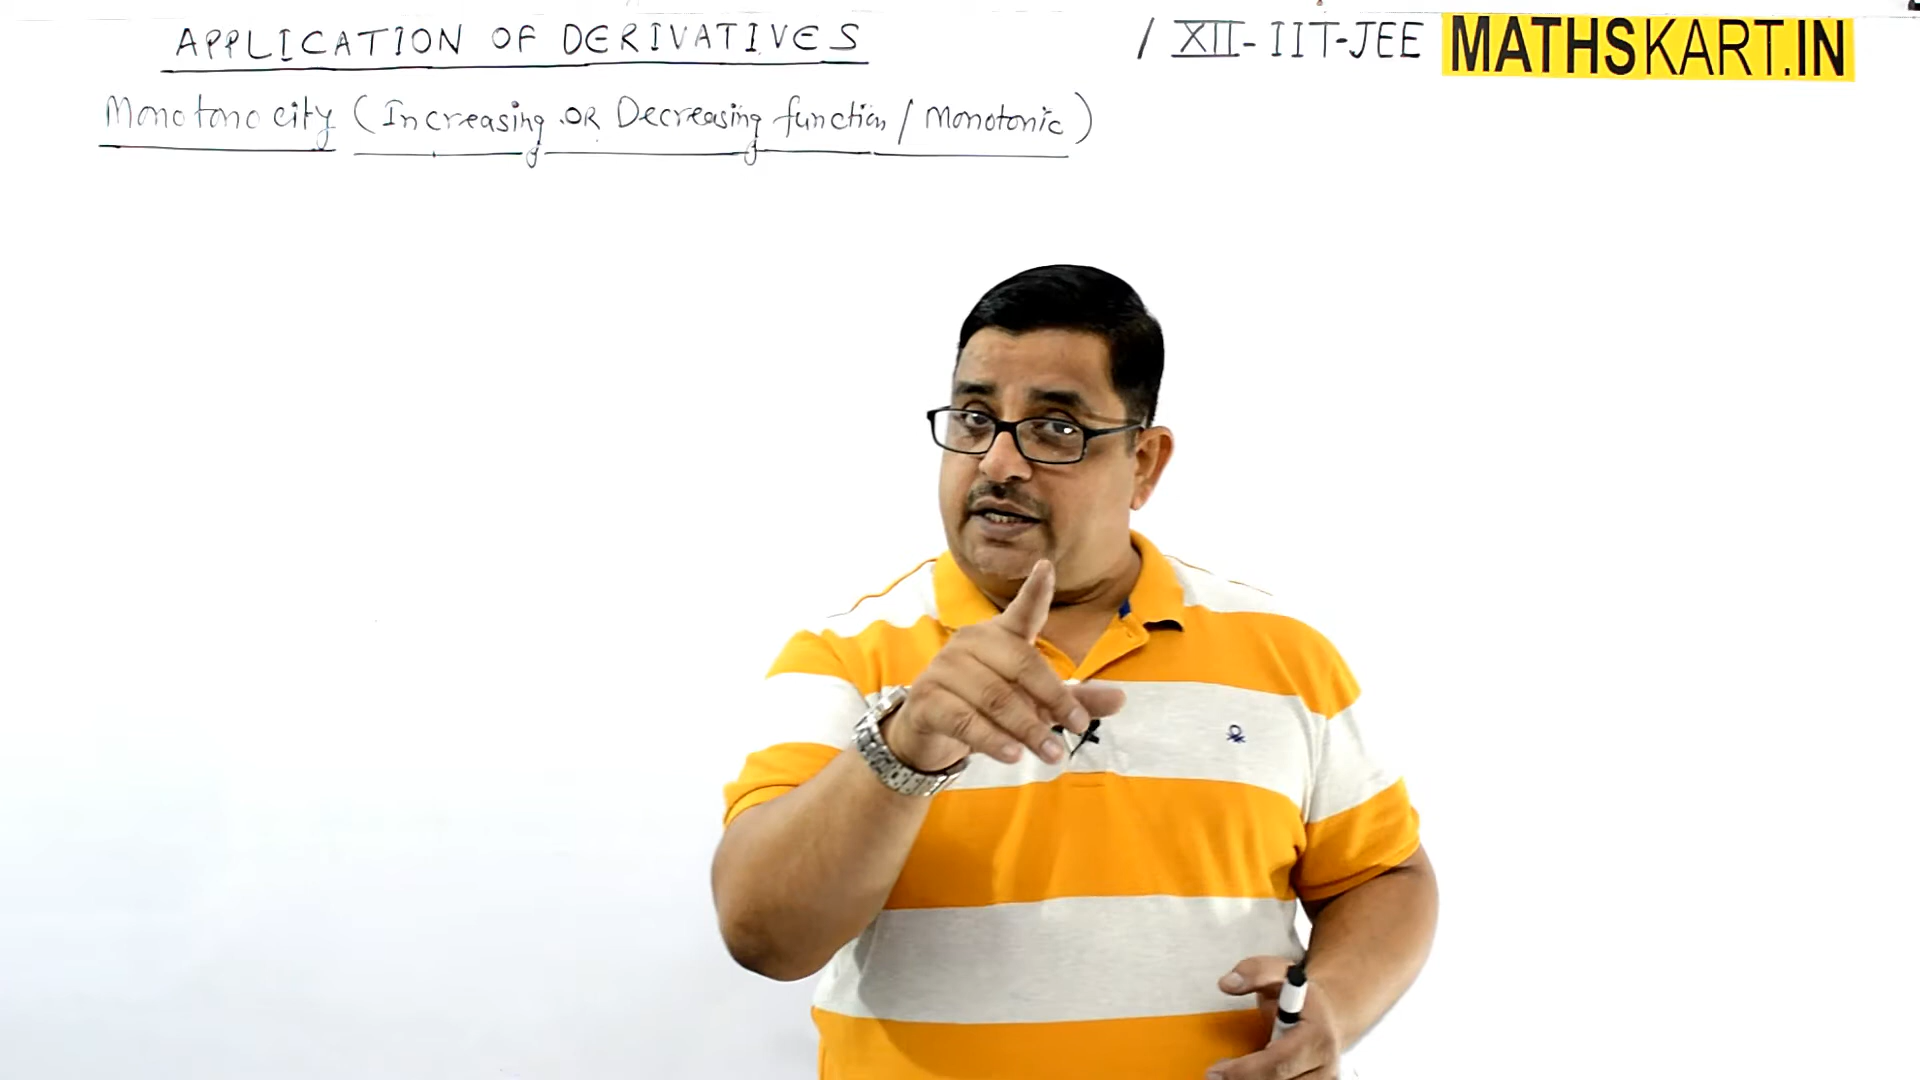 APPLICATION OF DERIVATIVES / XII - IIT-JEE MATHSKART.IN
Monotonocity (Increasing OR Decreasing function / Monotonic)